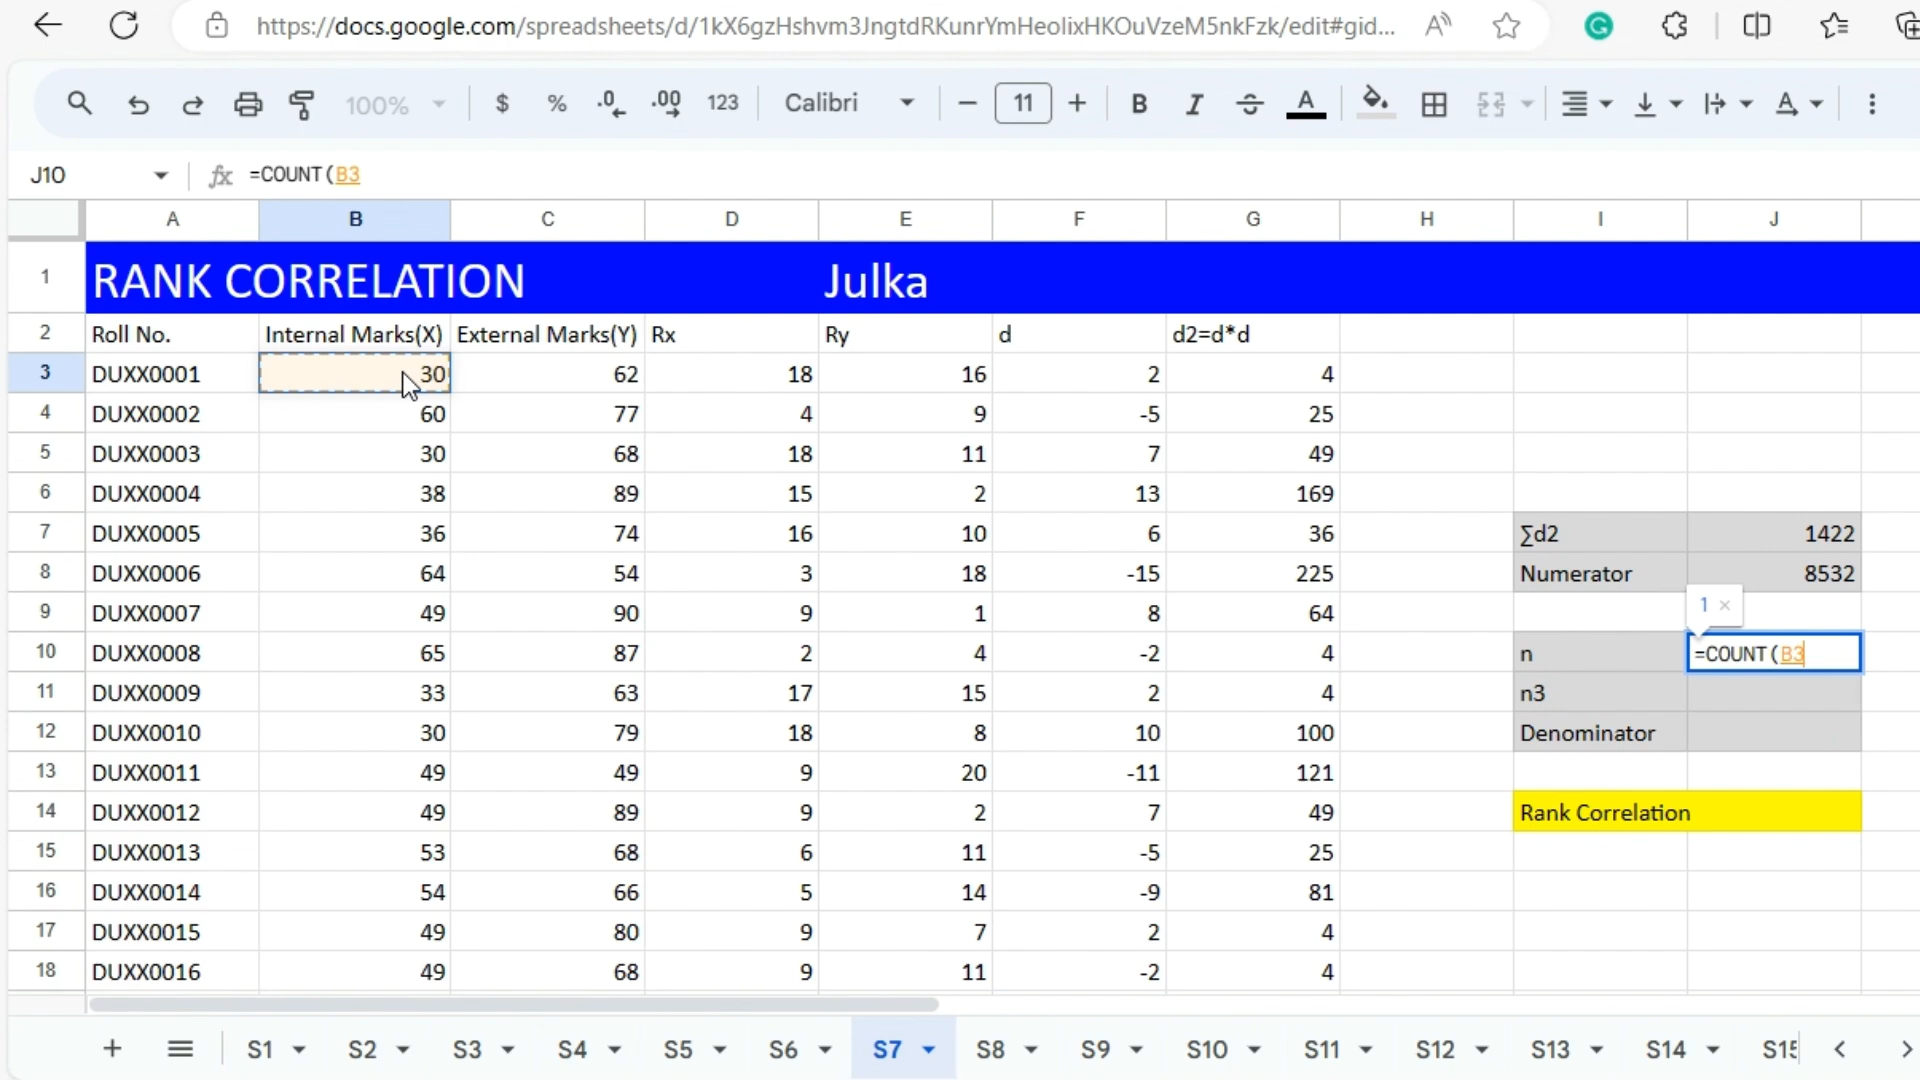 https://docs.google.com/spreadsheets/d/1kX6gzHshvm3JngtdRKunrYmHeolixHKOuVzeM5nkFzk/edit#gid...
100% $ % .0 .00 123 Calibri 11 B I A
J10 fx =COUNT(B3
A B C D E F G H I J
1 RANK CORRELATION Julka
2 Roll No. Internal Marks(X) External Marks(Y) Rx Ry d d2=d*d
3 DUXX0001 30 62 18 16 2 4
4 DUXX0002 60 77 4 9 -5 25
5 DUXX0003 30 68 18 11 7 49
6 DUXX0004 38 89 15 2 13 169
7 DUXX0005 36 74 16 10 6 36 ∑d2 1422
8 DUXX0006 64 54 3 18 -15 225 Numerator 8532
1 ×
9 DUXX0007 49 90 9 1 8 64
10 DUXX0008 65 87 2 4 -2 4 n =COUNT(B3
11 DUXX0009 33 63 17 15 2 4 n3
12 DUXX0010 30 79 18 8 10 100 Denominator
13 DUXX0011 49 49 9 20 -11 121
14 DUXX0012 49 89 9 2 7 49 Rank Correlation
15 DUXX0013 53 68 6 11 -5 25
16 DUXX0014 54 66 5 14 -9 81
17 DUXX0015 49 80 9 7 2 4
18 DUXX0016 49 68 9 11 -2 4
S1 S2 S3 S4 S5 S6 S7 S8 S9 S10 S11 S12 S13 S14